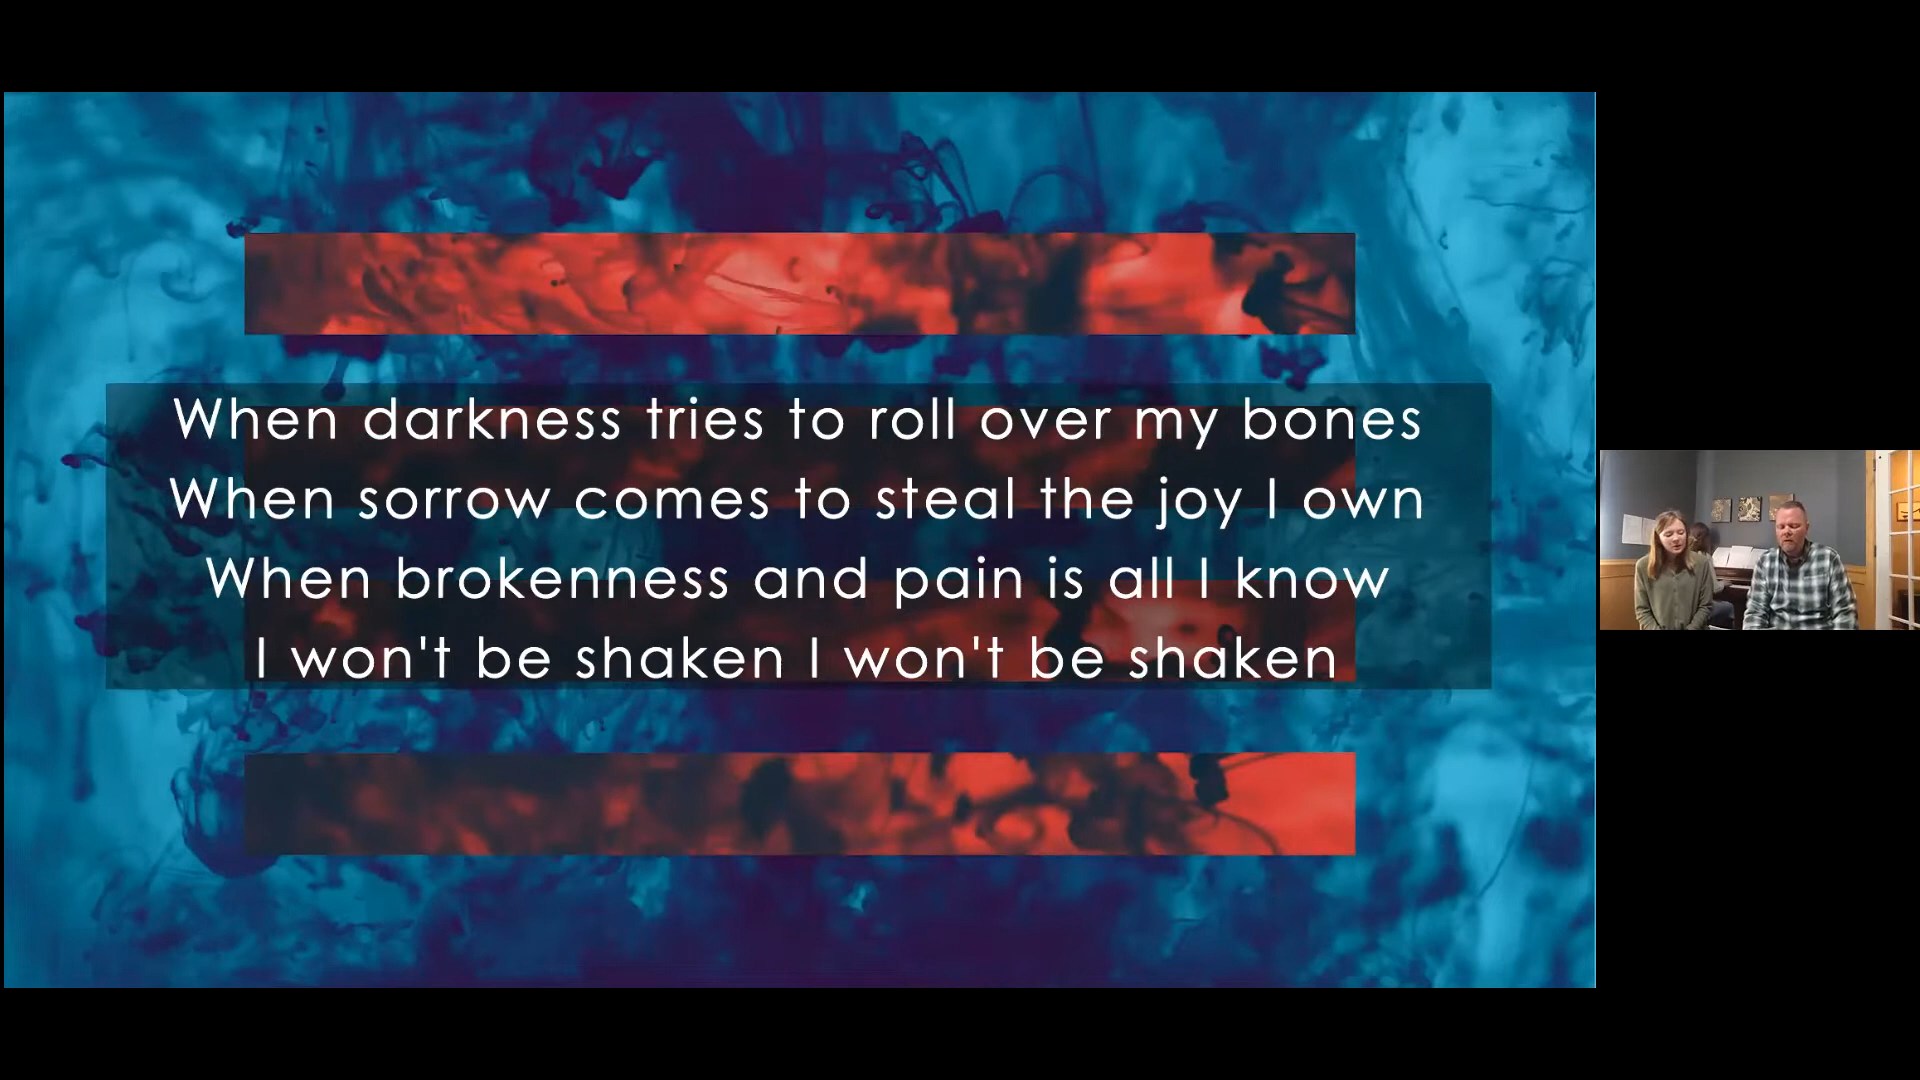 When darkness tries to roll over my bones
When sorrow comes to steal the joy I own
When brokenness and pain is all I know
I won't be shaken I won't be shaken